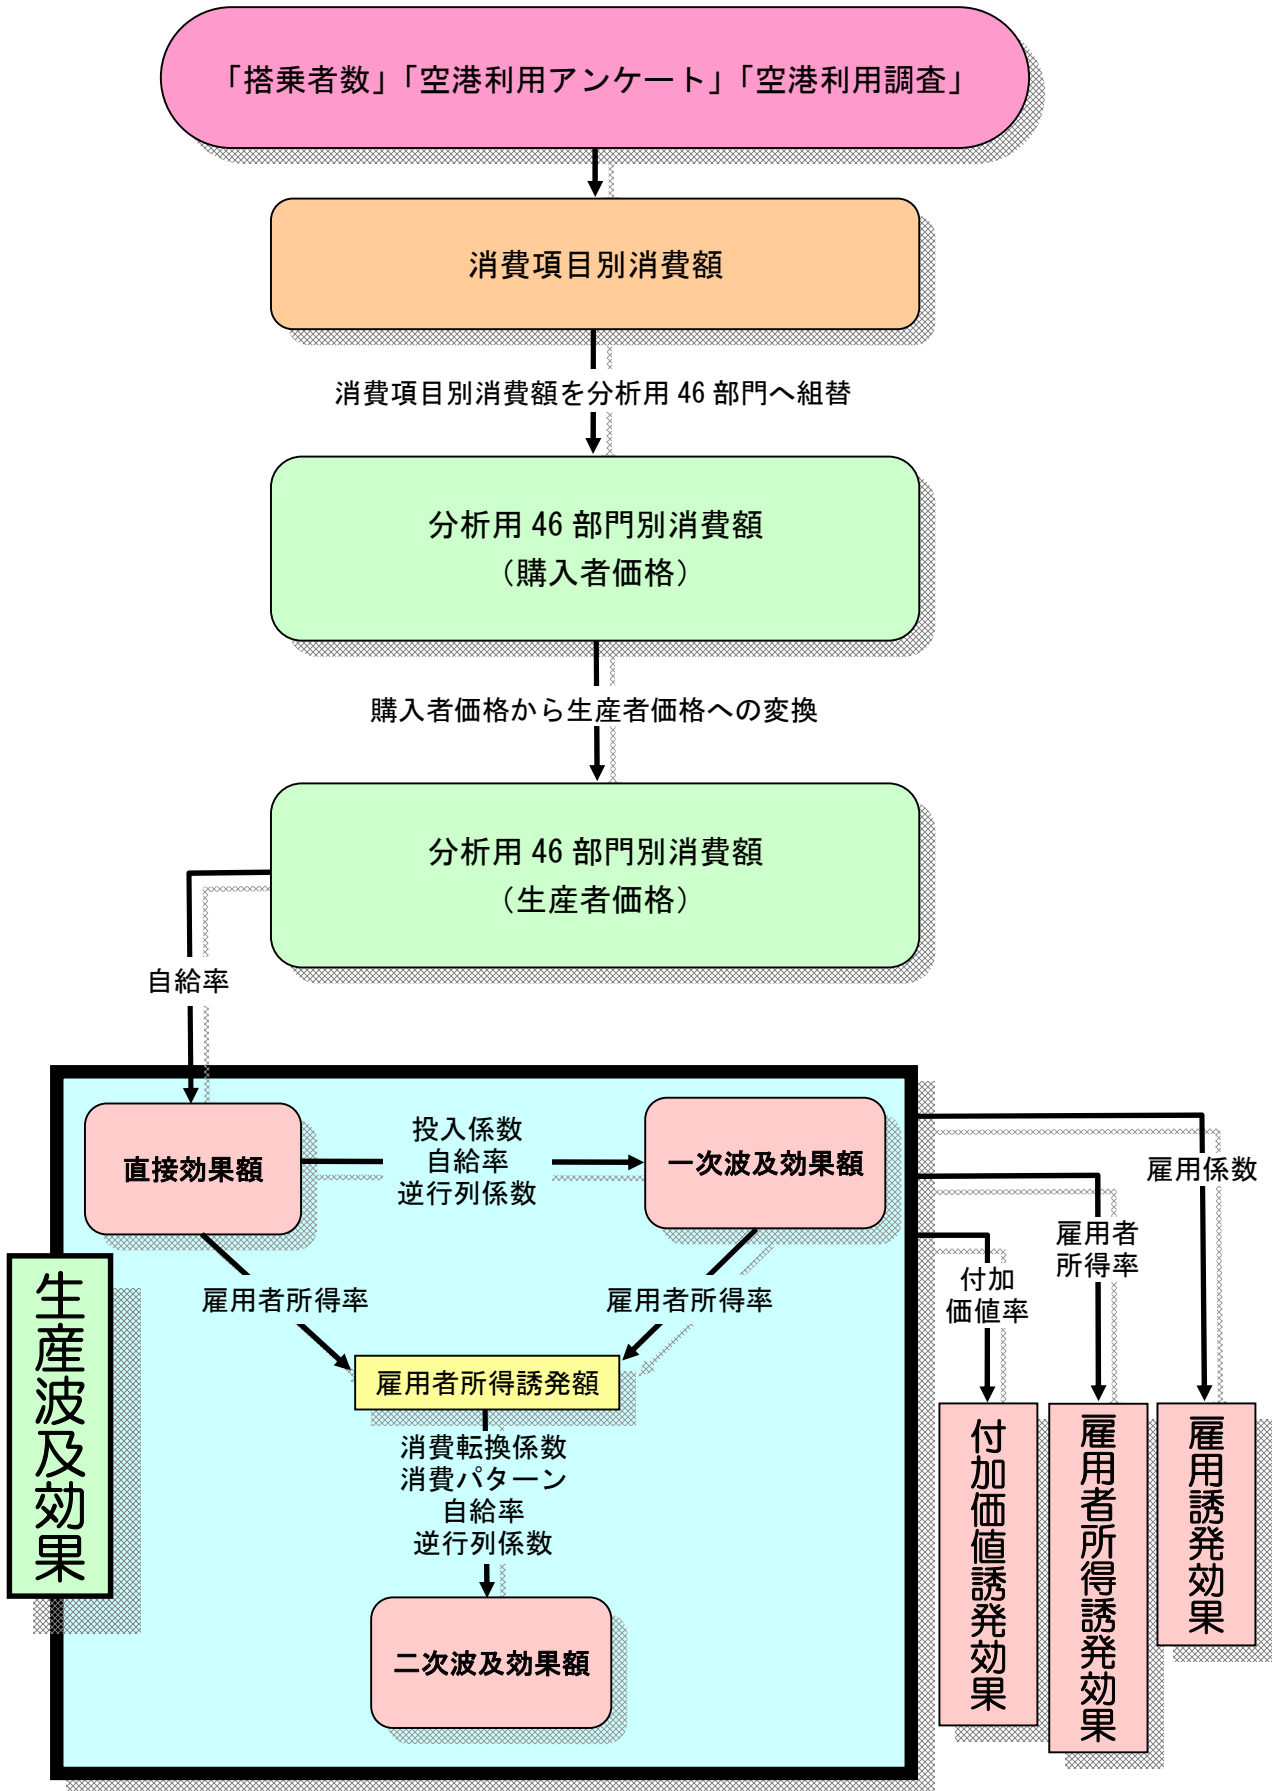 「搭乗者数」「空港利用アンケート」「空港利用調査」
消費項目別消費額
消費項目別消費額を分析用 46 部門へ組替
分析用 46 部門別消費額
（購入者価格）
購入者価格から生産者価格への変換
分析用 46 部門別消費額
（生産者価格）
自給率
直接効果額
投入係数
自給率
逆行列係数
一次波及効果額
雇用係数
雇用者
所得率
付加
価値率
雇用者所得率
雇用者所得率
生産波及効果
雇用者所得誘発額
消費転換係数
消費パターン
自給率
逆行列係数
二次波及効果額
付加価値誘発効果
雇用者所得誘発効果
雇用誘発効果